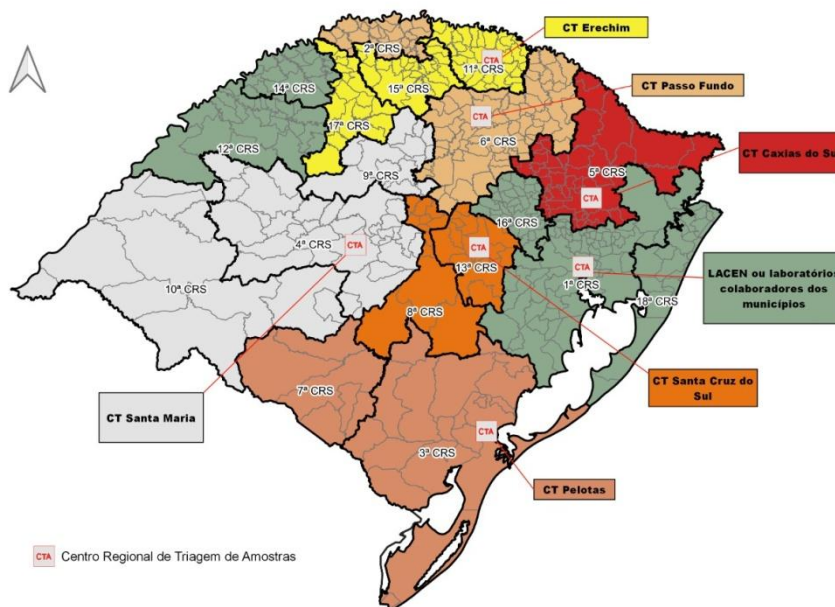 CT Erechim
2ª CRS
CTA
11ª CRS
14ª CRS
15ª CRS
CT Passo Fundo
17ª CRS
CTA
6ª CRS
12ª CRS
CT Caxias do Su
9ª CRS
5ª CRS
CTA
16ª CRS
4ª CRS
CTA
CTA
13ª CRS
CTA
LACEN ou laboratórios
colaboradores dos
municípios
10ª CRS
1ª CRS
18ª CRS
8ª CRS
CT Santa Cruz do
Sul
7ª CRS
CT Santa Maria
CTA
3ª CRS
CT Pelotas
CTA Centro Regional de Triagem de Amostras